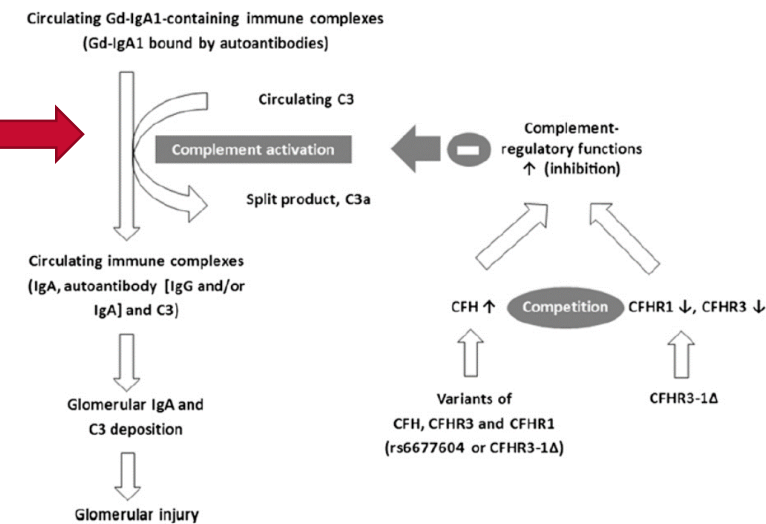 Circulating Gd-IgA1-containing immune complexes
(Gd-IgA1 bound by autoantibodies)
Circulating C3
Complement activation
Split product, C3a
Complement-
regulatory functions
↑ (inhibition)
Circulating immune complexes
(IgA, autoantibody [IgG and/or
IgA] and C3)
CFH ↑
Competition
CFHR1 ↓, CFHR3 ↓
Glomerular IgA and
C3 deposition
Variants of
CFH, CFHR3 and CFHR1
(rs6677604 or CFHR3-1Δ)
CFHR3-1Δ
Glomerular injury